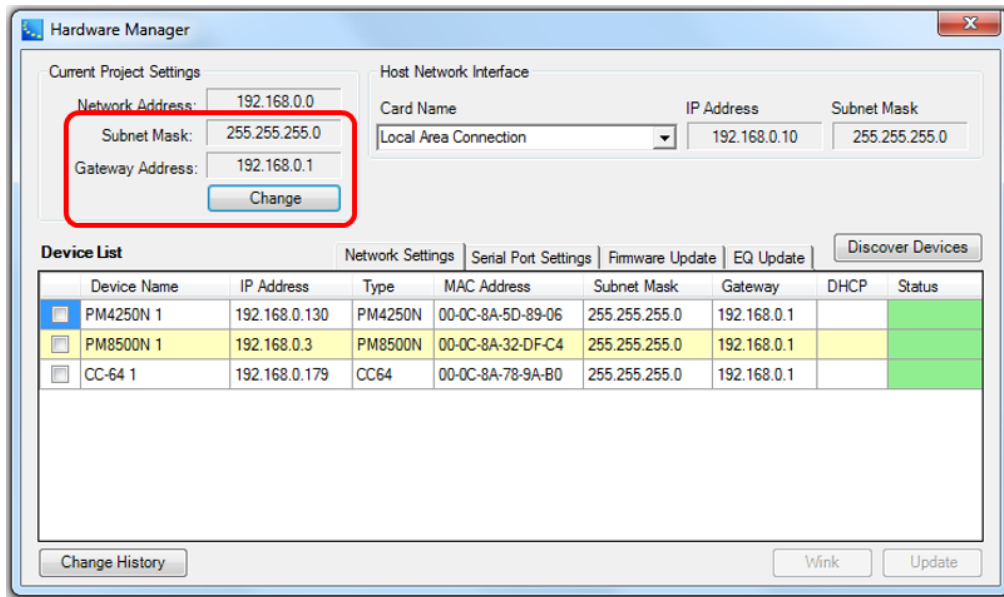 Hardware Manager
Current Project Settings
Network Address: 192.168.0.0
Subnet Mask: 255.255.255.0
Gateway Address: 192.168.0.1
Change
Host Network Interface
Card Name IP Address Subnet Mask
Local Area Connection 192.168.0.10 255.255.255.0
Device List
Network Settings Serial Port Settings Firmware Update EQ Update
Discover Devices
Device Name IP Address Type MAC Address Subnet Mask Gateway DHCP Status
PM4250N 1 192.168.0.130 PM4250N 00-0C-8A-5D-89-06 255.255.255.0 192.168.0.1
PM8500N 1 192.168.0.3 PM8500N 00-0C-8A-32-DF-C4 255.255.255.0 192.168.0.1
CC-64 1 192.168.0.179 CC64 00-0C-8A-78-9A-B0 255.255.255.0 192.168.0.1
Change History Wink Update